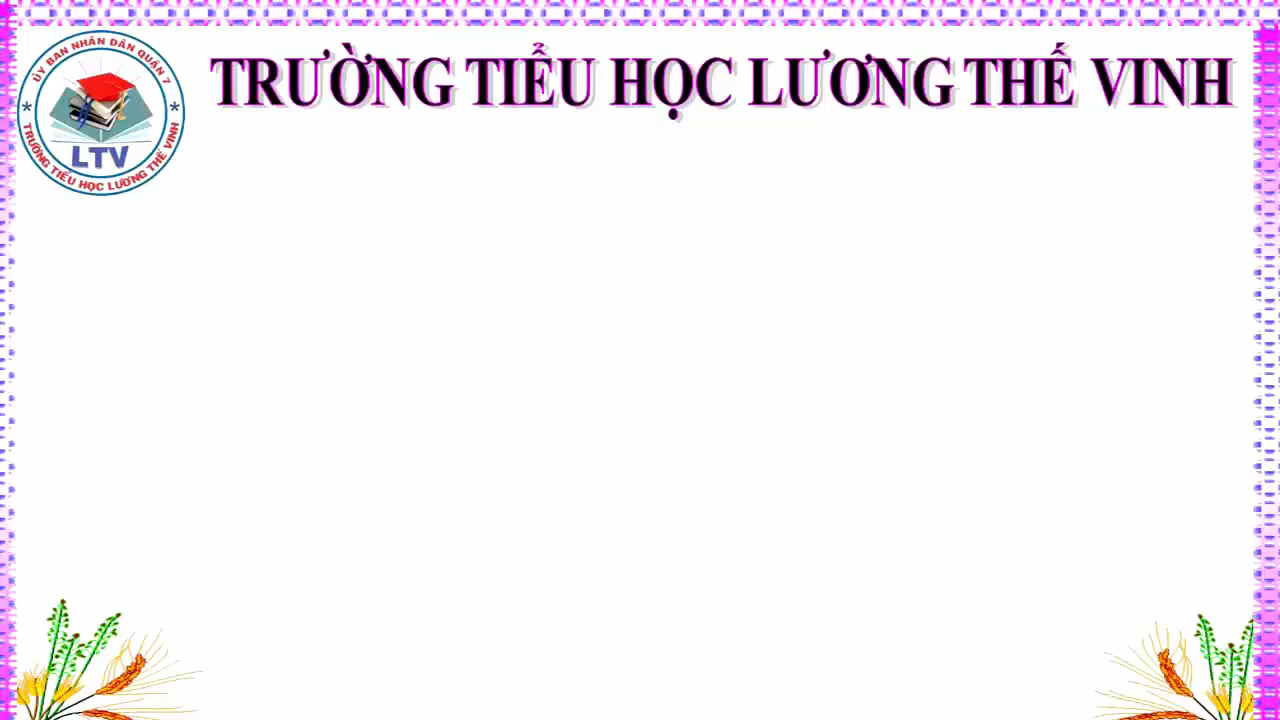 TRƯỜNG TIỂU HỌC LƯƠNG THẾ VINH
ỦY BAN NHÂN DÂN QUẬN 7
LTV
TRƯỜNG TIỂU HỌC LƯƠNG THẾ VINH